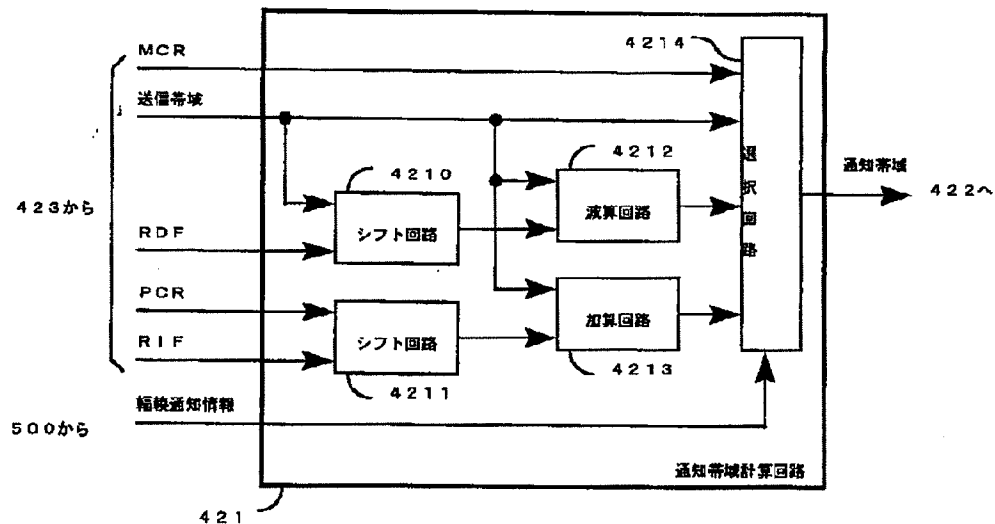 4214
MCR
送信帯域
4212
4210
選択回路
通知帯域
422へ
減算回路
423から
RDF
シフト回路
PCR
加算回路
シフト回路
RIF
4213
4211
輻輳通知情報
500から
通知帯域計算回路
421